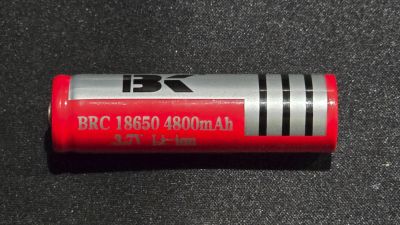 BK
BRC 18650 4800mAh
3.7V Li-ion